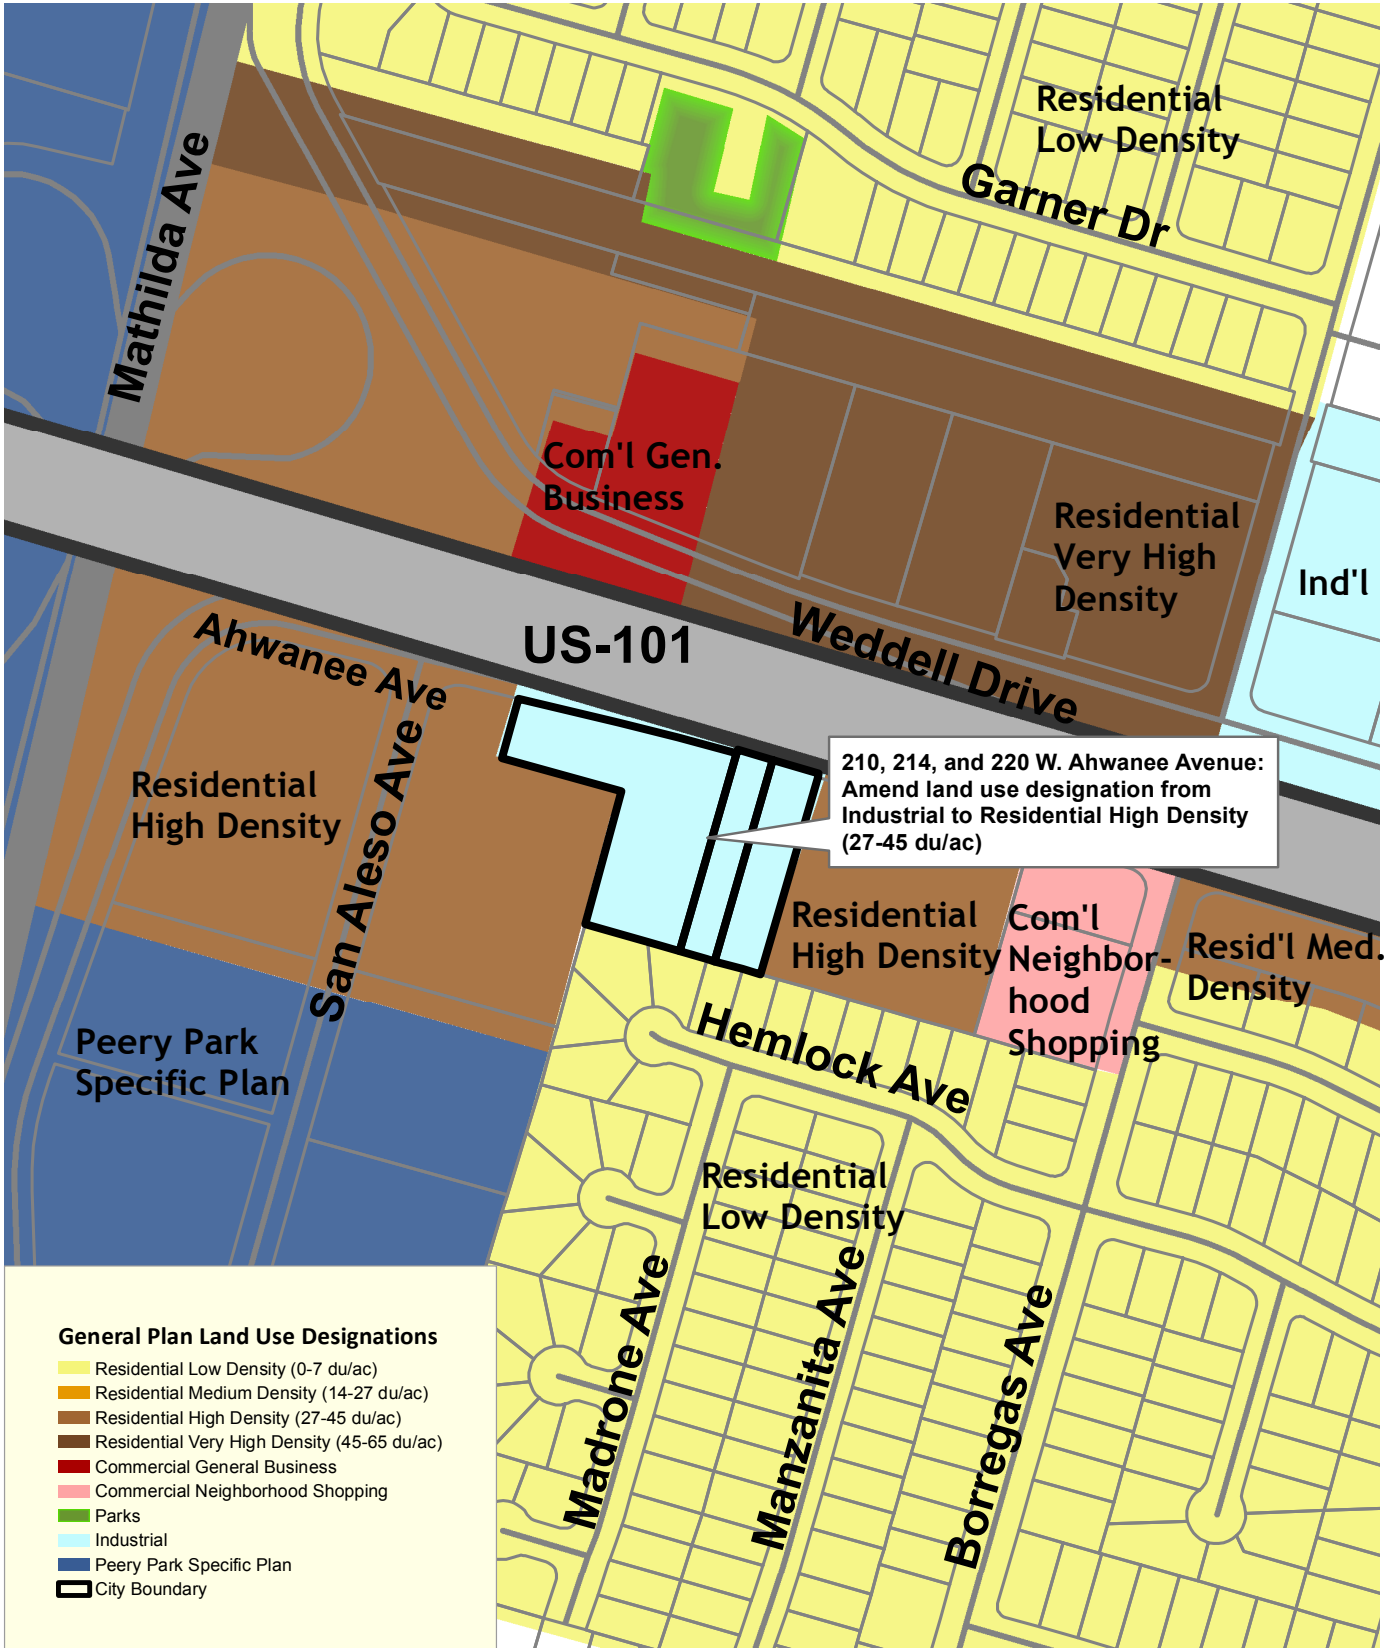 Residential
Low Density
Garner Dr
Mathilda Ave
Com'l Gen.
Business
Residential
Very High
Density
Ind'l
Weddell Drive
US-101
Ahwanee Ave
210, 214, and 220 W. Ahwanee Avenue:
Amend land use designation from
Industrial to Residential High Density
(27-45 du/ac)
Residential
High Density
San Aleso Ave
Residential
High Density
Com'l
Neighbor-
hood
Shopping
Resid'l Med.
Density
Peery Park
Specific Plan
Hemlock Ave
Residential
Low Density
Madrone Ave
Manzanita Ave
Borregas Ave
General Plan Land Use Designations
Residential Low Density (0-7 du/ac)
Residential Medium Density (14-27 du/ac)
Residential High Density (27-45 du/ac)
Residential Very High Density (45-65 du/ac)
Commercial General Business
Commercial Neighborhood Shopping
Parks
Industrial
Peery Park Specific Plan
City Boundary